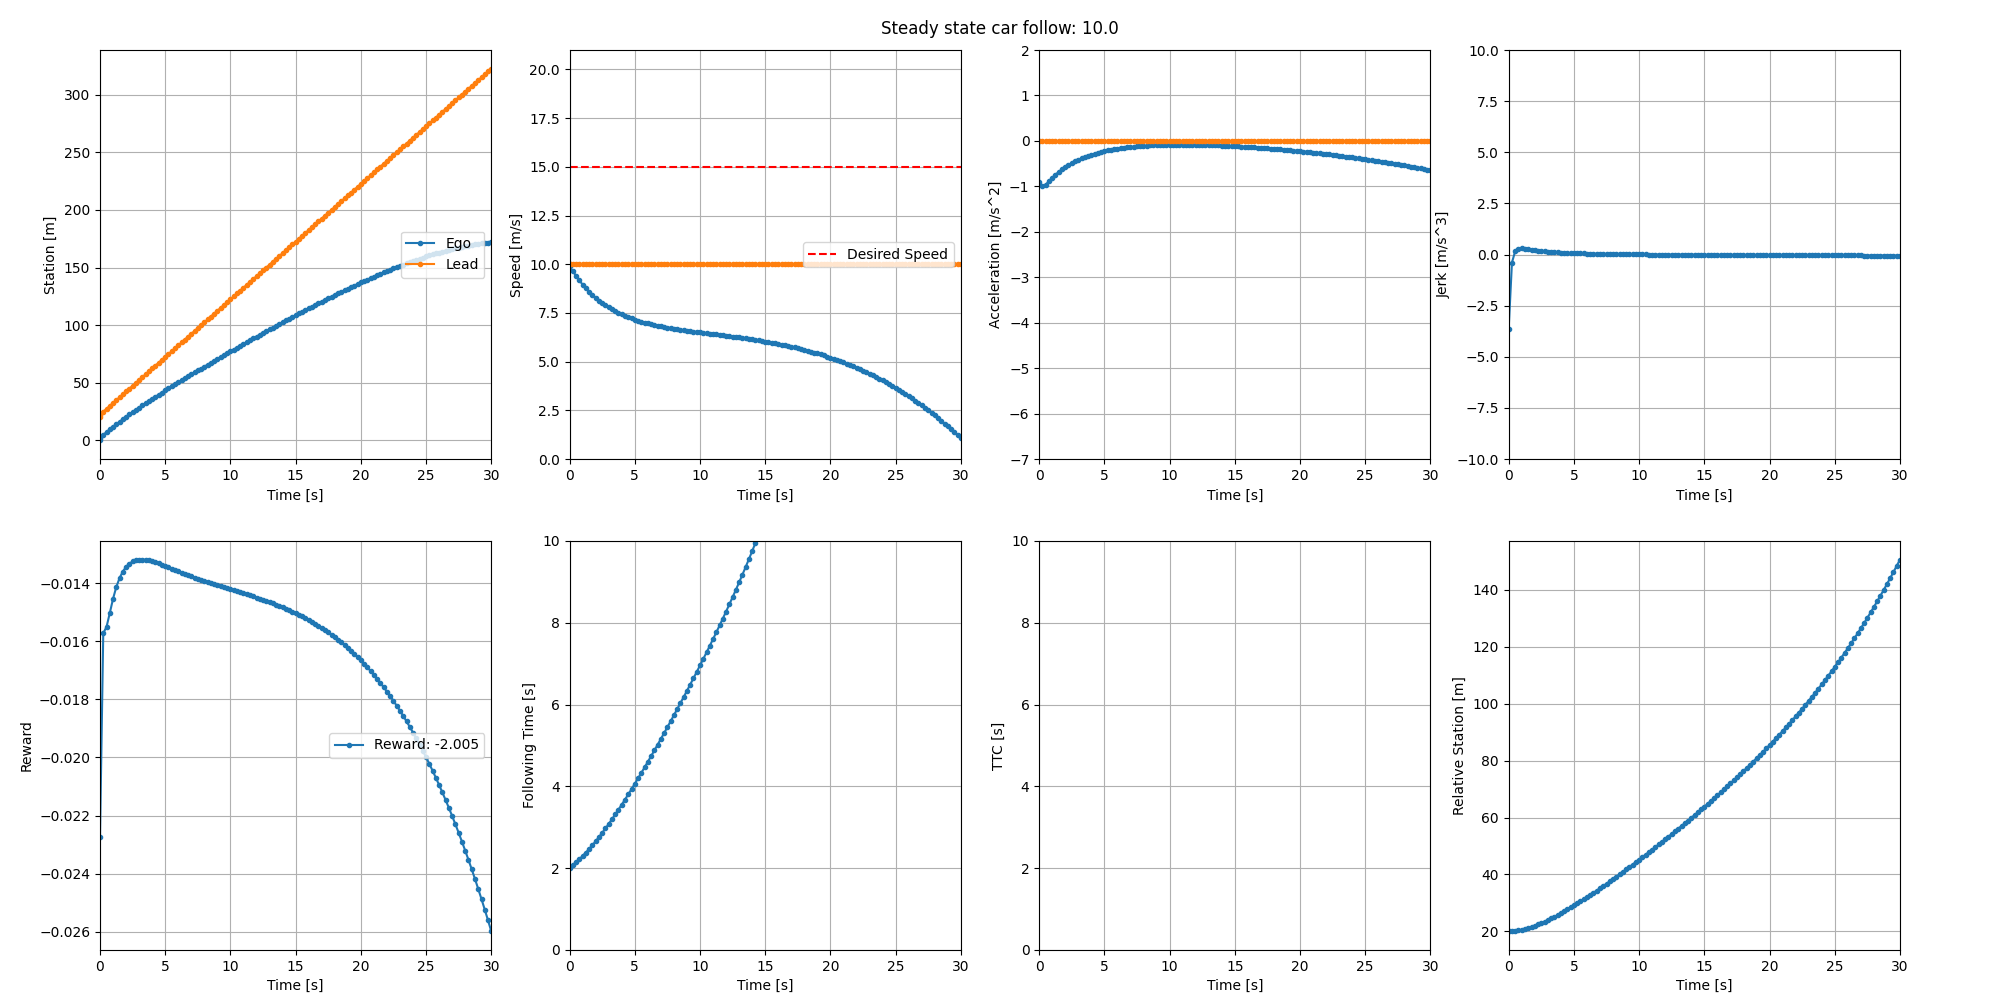 Steady state car follow: 10.0
Station [m]
300
250
200
150
100
50
0
0 5 10 15 20 25 30
Time [s]
Ego
Lead
Speed [m/s]
20.0
17.5
15.0
12.5
10.0
7.5
5.0
2.5
0.0
0 5 10 15 20 25 30
Time [s]
Desired Speed
Acceleration [m/s^2]
2
1
0
−1
−2
−3
−4
−5
−6
−7
0 5 10 15 20 25 30
Time [s]
Jerk [m/s^3]
10.0
7.5
5.0
2.5
0.0
−2.5
−5.0
−7.5
−10.0
0 5 10 15 20 25 30
Time [s]
Reward
−0.014
−0.016
−0.018
−0.020
−0.022
−0.024
−0.026
0 5 10 15 20 25 30
Time [s]
Reward: -2.005
Following Time [s]
10
8
6
4
2
0
0 5 10 15 20 25 30
Time [s]
TTC [s]
10
8
6
4
2
0
0 5 10 15 20 25 30
Time [s]
Relative Station [m]
140
120
100
80
60
40
20
0 5 10 15 20 25 30
Time [s]